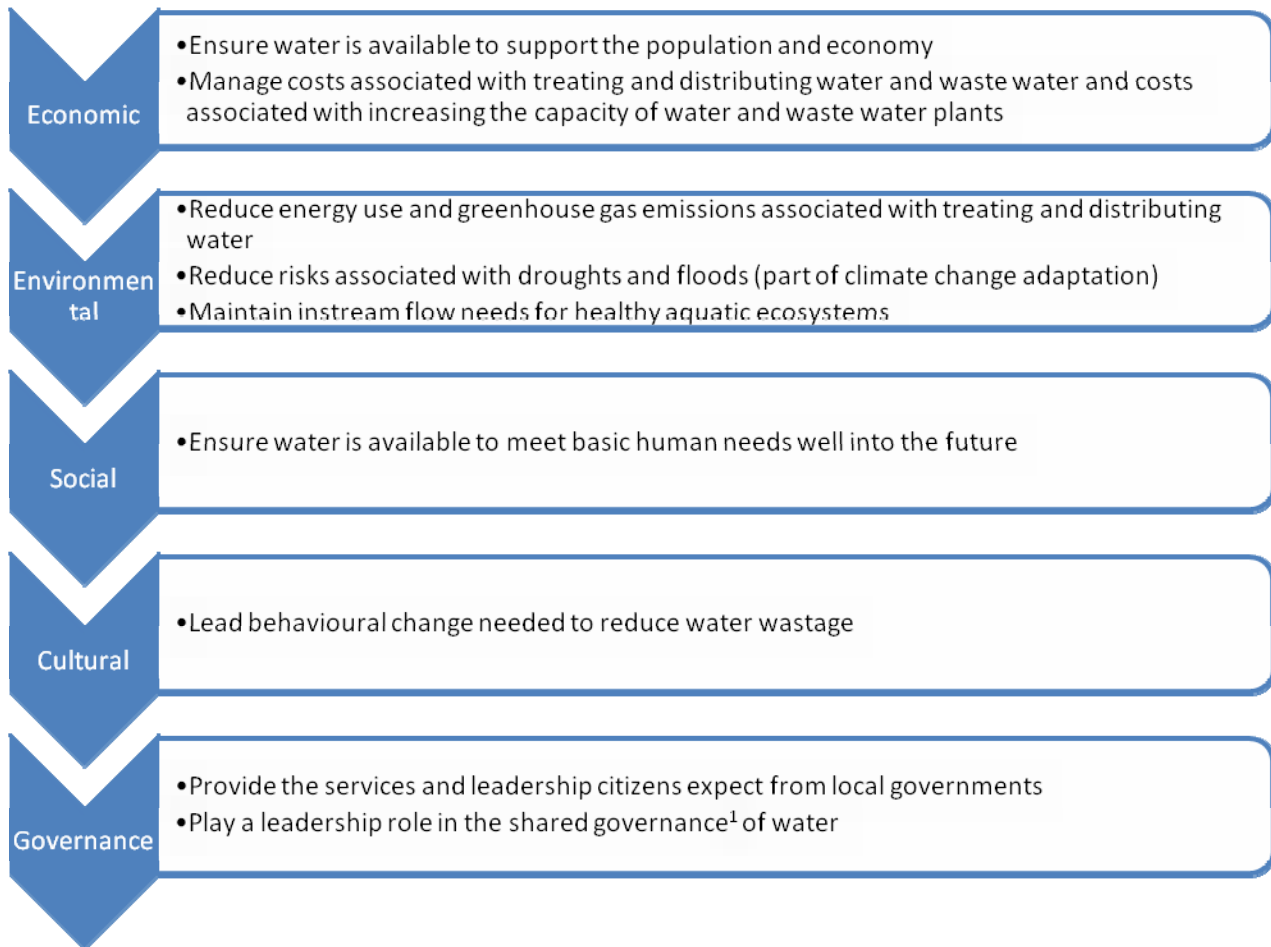 Economic
•Ensure water is available to support the population and economy
•Manage costs associated with treating and distributing water and waste water and costs
associated with increasing the capacity of water and waste water plants
Environmen
tal
•Reduce energy use and greenhouse gas emissions associated with treating and distributing
water
•Reduce risks associated with droughts and floods (part of climate change adaptation)
•Maintain instream flow needs for healthy aquatic ecosystems
Social
•Ensure water is available to meet basic human needs well into the future
Cultural
•Lead behavioural change needed to reduce water wastage
Governance
•Provide the services and leadership citizens expect from local governments
•Play a leadership role in the shared governance¹ of water